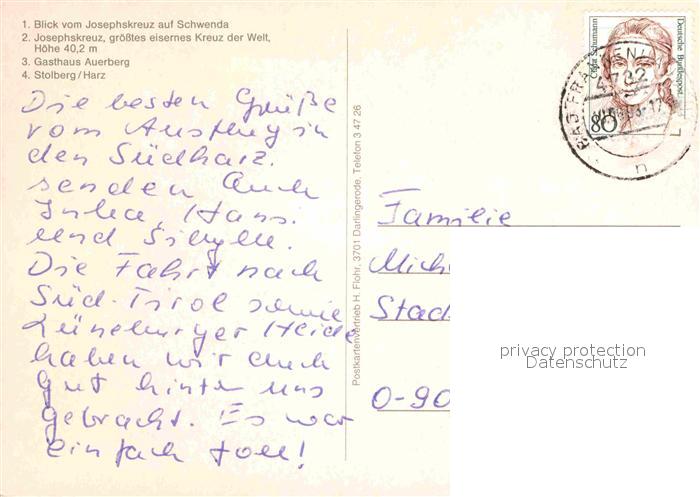 1. Blick vom Josephskreuz auf Schwenda
2. Josephskreuz, größtes eisernes Kreuz der Welt,
Höhe 40,2 m
3. Gasthaus Auerberg
4. Stolberg/Harz
Die besten Grüße
vom Ausflug in
den Südharz.
senden Euch
Julia, Hans.
und Sibylle.
Die Fahrt nach
Süd-Tirol sowie
Lüneburger Heide
haben wir auch
gut hinter uns
gebracht. Es war
einfach toll!
Postkartenvertrieb H. Flohr, 3701 Darlingerode, Telefon 3 47 26
Clara Schumann
Deutsche Bundespost
80
4732
n
Familie
Mich
Stad
O-90
privacy protection
Datenschutz